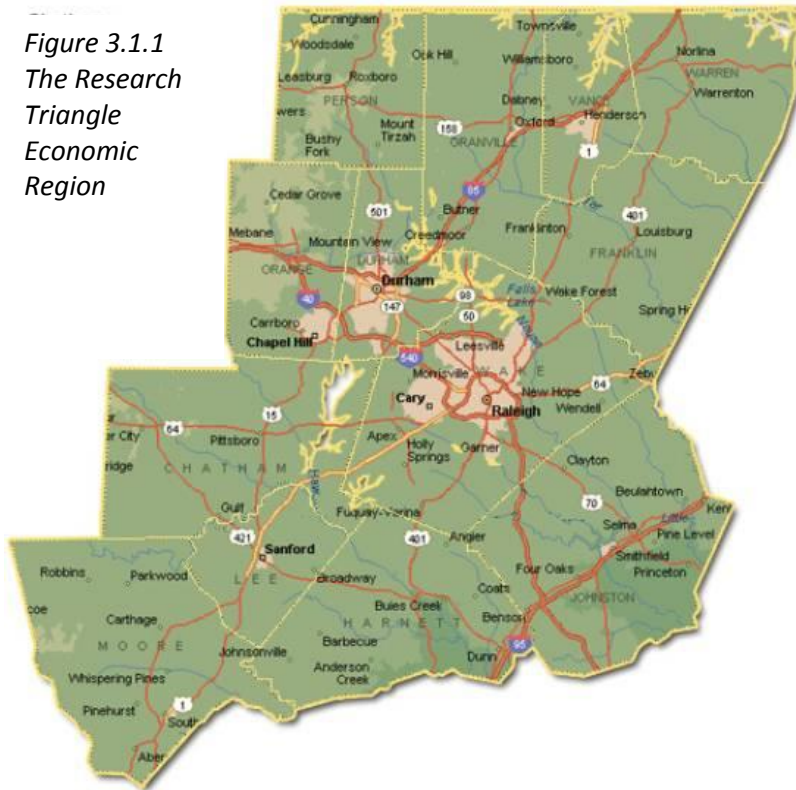 Figure 3.1.1
The Research
Triangle
Economic
Region
Cunningham
Woodsdale
Oak Hill
Townsville
Williamsboro
Norlina
Leasburg
Roxboro
PERSON
WARREN
Warrenton
Dabney
VANCE
Henderson
Oxford
Bushy
Fork
Mount
Tirzah
158
GRANVILLE
1
85
Cedar Grove
501
Butner
Creedmoor
Tar
401
Louisburg
Franklinton
FRANKLIN
Mebane
Mountain View
DURHAM
ORANGE
Durham
40
147
98
50
Falls
Lake
Wake Forest
Neuse
Carrboro
Chapel Hill
540
Leesville
Morrisville
WAKE
New Hope
64
Cary
Raleigh
Wendell
15
64
Pittsboro
Apex
Holly
Springs
Garner
Clayton
CHATHAM
Haw
Gulf
Fuquay-Varina
70
Beulahtown
421
401
Angier
Selma
Little
Pine Level
Sanford
Smithfield
Four Oaks
Princeton
Robbins
Parkwood
LEE
Broadway
Coats
JOHNSTON
Carthage
Buies Creek
Benson
MOORE
HARNETT
Johnsonville
Barbecue
Dunn
95
Whispering Pines
Anderson
Creek
Pinehurst
1